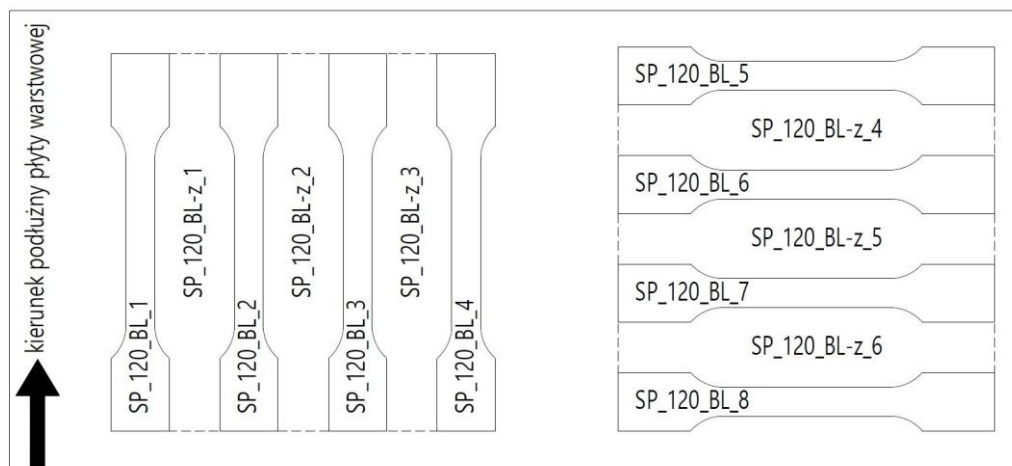 kierunek podłużny płyty warstwowej
SP_120_BL_1
SP_120_BL-z_1
SP_120_BL_2
SP_120_BL-z_2
SP_120_BL_3
SP_120_BL-z_3
SP_120_BL_4
SP_120_BL_5
SP_120_BL-z_4
SP_120_BL_6
SP_120_BL-z_5
SP_120_BL_7
SP_120_BL-z_6
SP_120_BL_8